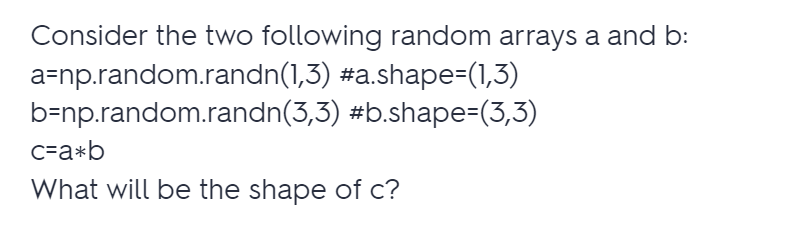 Consider the two following random arrays a and b:
a=np.random.randn(1,3) #a.shape=(1,3)
b=np.random.randn(3,3) #b.shape=(3,3)
c=a*b
What will be the shape of c?